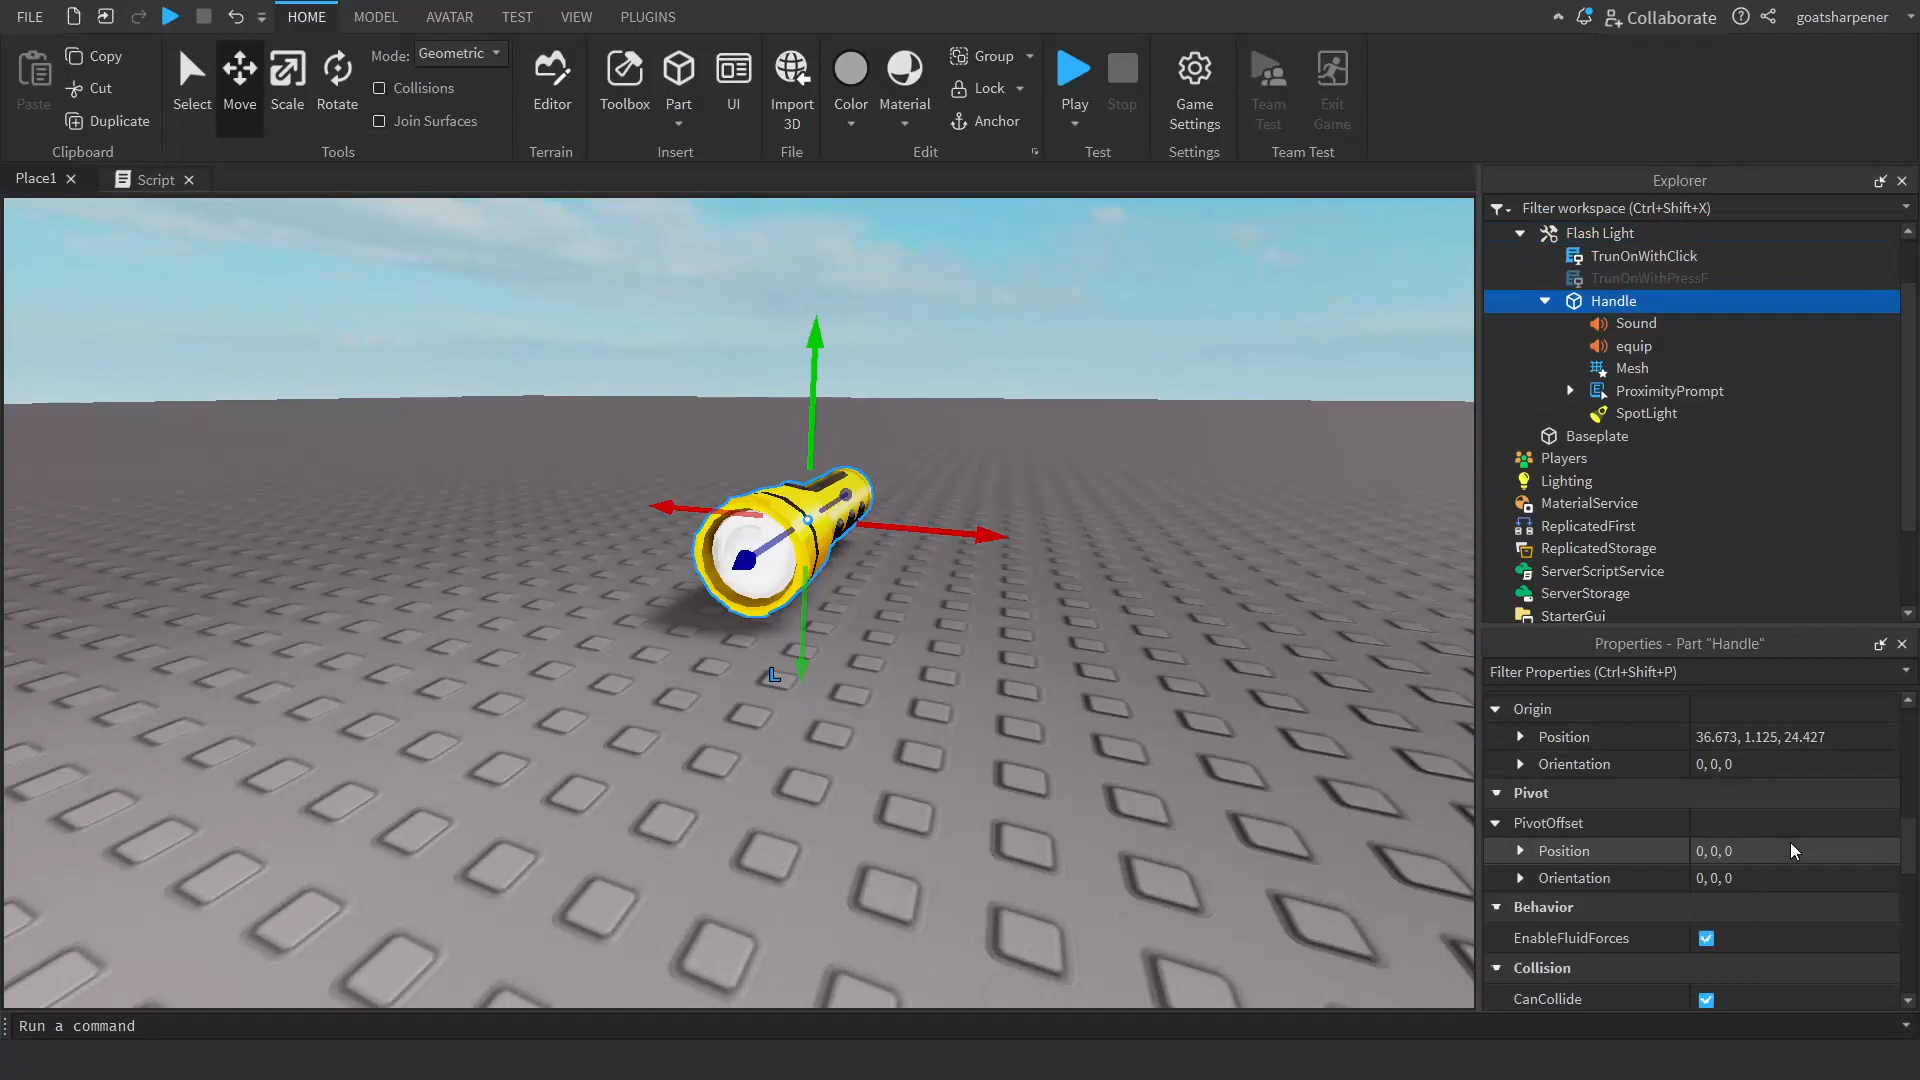 FILE HOME MODEL AVATAR TEST VIEW PLUGINS Collaborate goatsharpener
Paste
Copy
Cut
Duplicate
Clipboard
Select
Move
Scale
Rotate
Mode: Geometric
Collisions
Join Surfaces
Tools
Editor
Terrain
Toolbox
Part
UI
Insert
Import
3D
File
Color
Material
Group
Lock
Anchor
Edit
Play
Stop
Test
Game
Settings
Settings
Team
Test
Exit
Game
Team Test
Place1
Script
Explorer
Filter workspace (Ctrl+Shift+X)
Flash Light
TrunOnWithClick
TrunOnWithPressF
Handle
Sound
equip
Mesh
ProximityPrompt
SpotLight
Baseplate
Players
Lighting
MaterialService
ReplicatedFirst
ReplicatedStorage
ServerScriptService
ServerStorage
StarterGui
Properties - Part "Handle"
Filter Properties (Ctrl+Shift+P)
Origin
Position 36.673, 1.125, 24.427
Orientation 0, 0, 0
Pivot
PivotOffset
Position 0, 0, 0
Orientation 0, 0, 0
Behavior
EnableFluidForces
Collision
CanCollide
L
Run a command